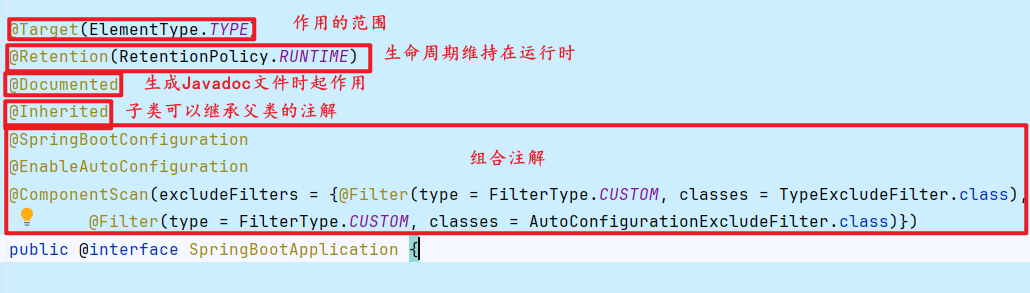 @Target(ElementType.TYPE) 作用的范围
@Retention(RetentionPolicy.RUNTIME) 生命周期维持在运行时
@Documented 生成Javadoc文件时起作用
@Inherited 子类可以继承父类的注解
@SpringBootConfiguration
@EnableAutoConfiguration
组合注解
@ComponentScan(excludeFilters = {@Filter(type = FilterType.CUSTOM, classes = TypeExcludeFilter.class),
@Filter(type = FilterType.CUSTOM, classes = AutoConfigurationExcludeFilter.class)})
public @interface SpringBootApplication {